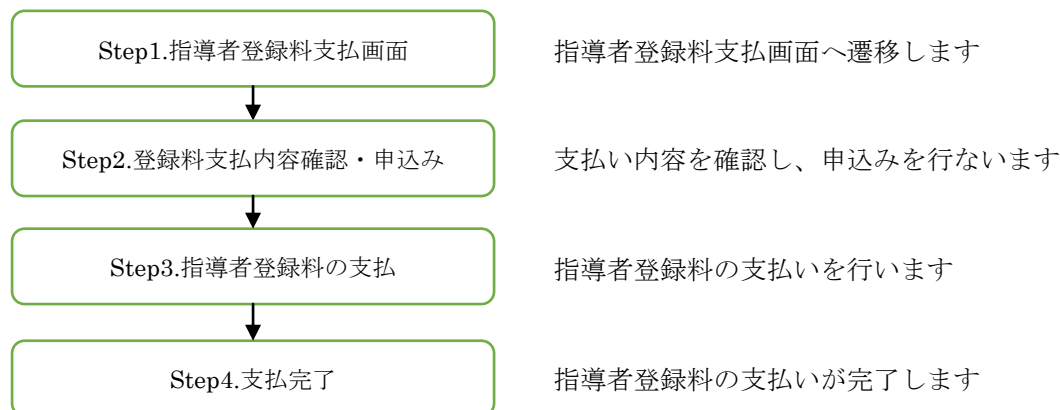 Step1.指導者登録料支払画面
指導者登録料支払画面へ遷移します
Step2.登録料支払内容確認・申込み
支払い内容を確認し、申込みを行ないます
Step3.指導者登録料の支払
指導者登録料の支払いを行います
Step4.支払完了
指導者登録料の支払いが完了します